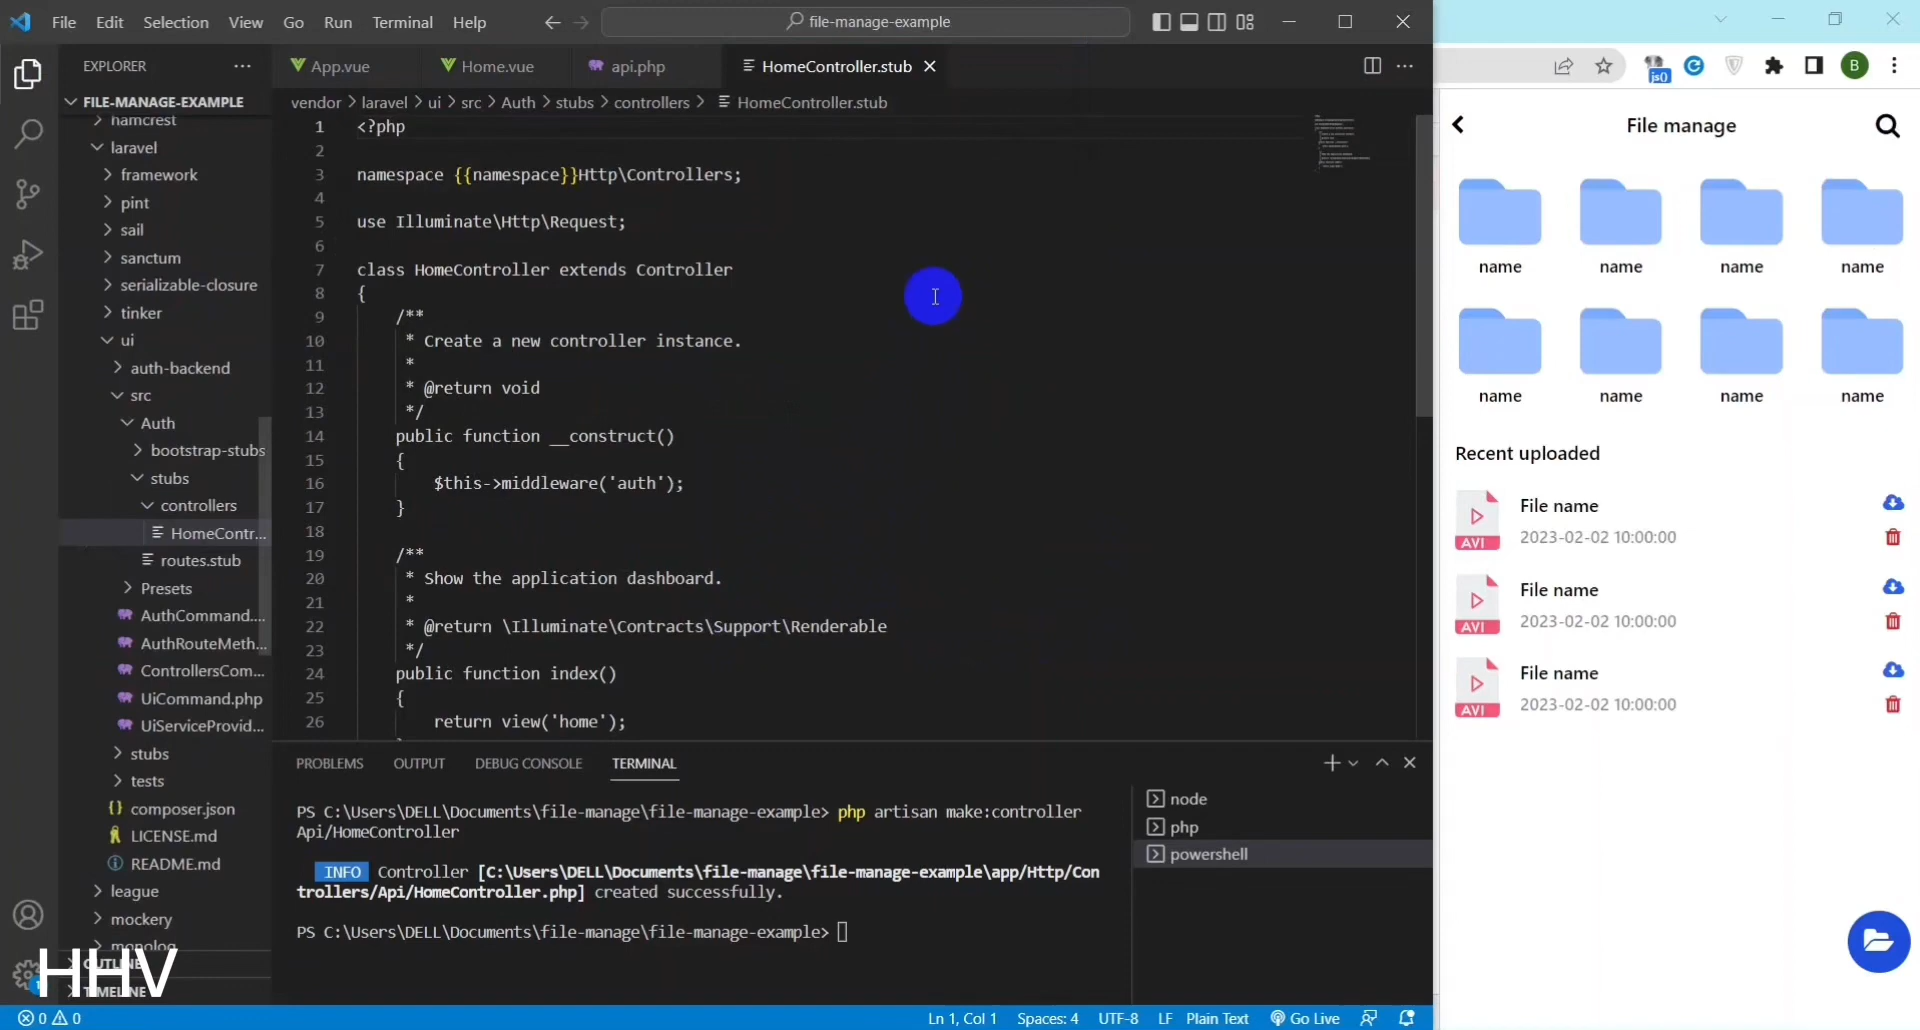 File Edit Selection View Go Run Terminal Help
file-manage-example
EXPLORER
App.vue
Home.vue
api.php
HomeController.stub
FILE-MANAGE-EXAMPLE
vendor > laravel > ui > src > Auth > stubs > controllers > HomeController.stub
hamcrest
laravel
framework
pint
sail
sanctum
serializable-closure
tinker
ui
auth-backend
src
Auth
bootstrap-stubs
stubs
controllers
HomeContr...
routes.stub
Presets
AuthCommand....
AuthRouteMeth...
ControllersCom...
UiCommand.php
UiServiceProvid...
stubs
tests
composer.json
LICENSE.md
README.md
league
mockery
monolog
OUTLINE
TIMELINE
HHV
1 <?php
2
3 namespace {{namespace}}Http\Controllers;
4
5 use Illuminate\Http\Request;
6
7 class HomeController extends Controller
8 {
9 /**
10 * Create a new controller instance.
11 *
12 * @return void
13 */
14 public function __construct()
15 {
16 $this->middleware('auth');
17 }
18
19 /**
20 * Show the application dashboard.
21 *
22 * @return \Illuminate\Contracts\Support\Renderable
23 */
24 public function index()
25 {
26 return view('home');
PROBLEMS OUTPUT DEBUG CONSOLE TERMINAL
PS C:\Users\DELL\Documents\file-manage\file-manage-example> php artisan make:controller
Api/HomeController
INFO Controller [C:\Users\DELL\Documents\file-manage\file-manage-example\app/Http/Con
trollers/Api/HomeController.php] created successfully.
PS C:\Users\DELL\Documents\file-manage\file-manage-example>
node
php
powershell
0 0
Ln 1, Col 1 Spaces: 4 UTF-8 LF Plain Text Go Live
js()
B
File manage
name name name name
name name name name
Recent uploaded
AVI
File name
2023-02-02 10:00:00
AVI
File name
2023-02-02 10:00:00
AVI
File name
2023-02-02 10:00:00